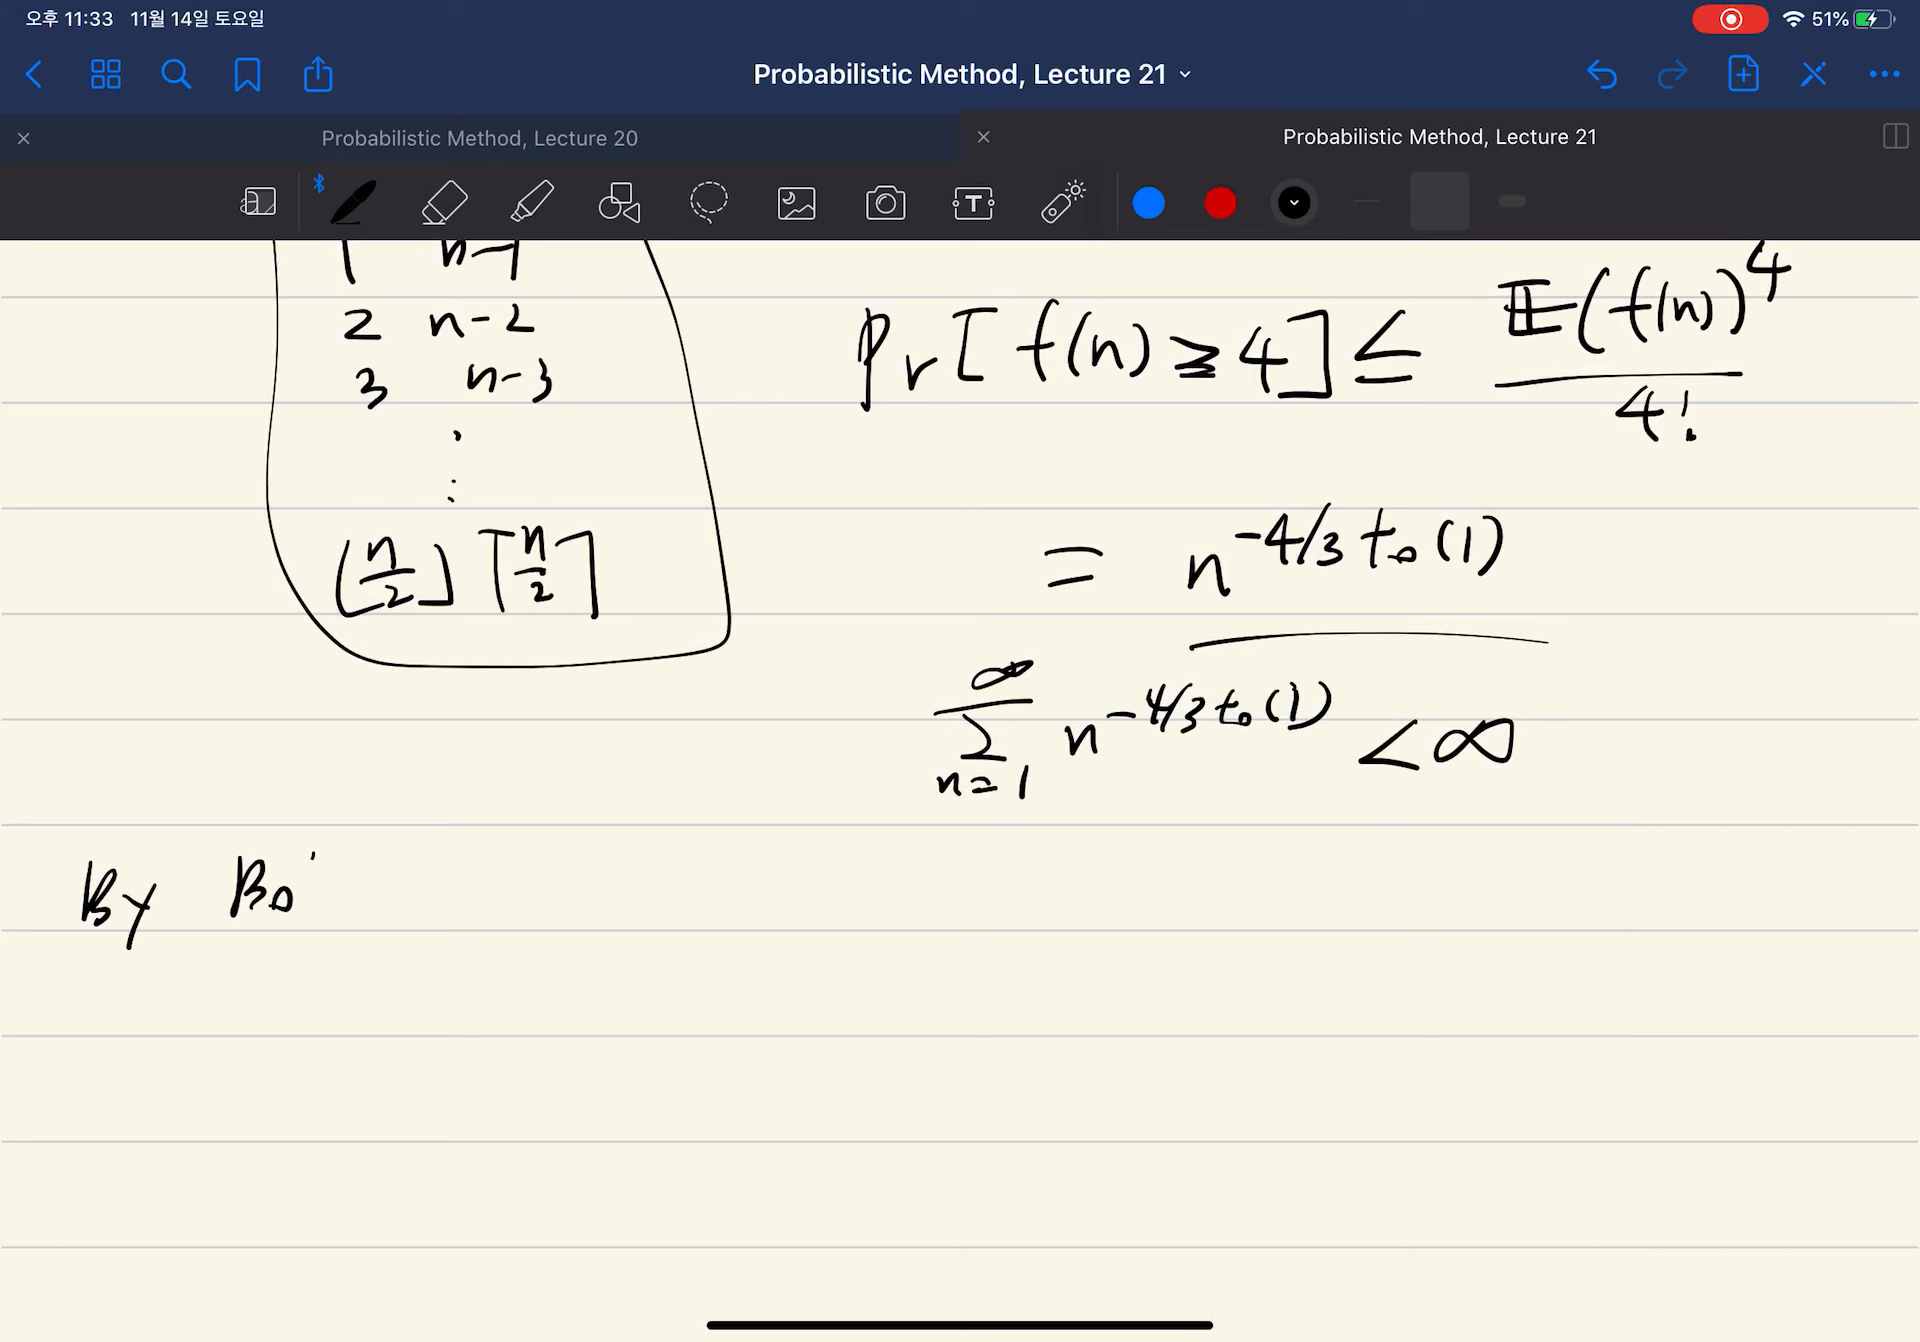 오후 11:33 11월 14일 토요일
51%
Probabilistic Method, Lecture 21
Probabilistic Method, Lecture 20
Probabilistic Method, Lecture 21
1 n-1
2 n-2
3 n-3
⋮
⌊n/2⌋ ⌈n/2⌉
Pr[f(n) ≥ 4] ≤ 𝔼(f(n))^4 / 4!
= n^{-4/3+o(1)}
∑_{n=1}^{∞} n^{-4/3+o(1)} < ∞
By Bo